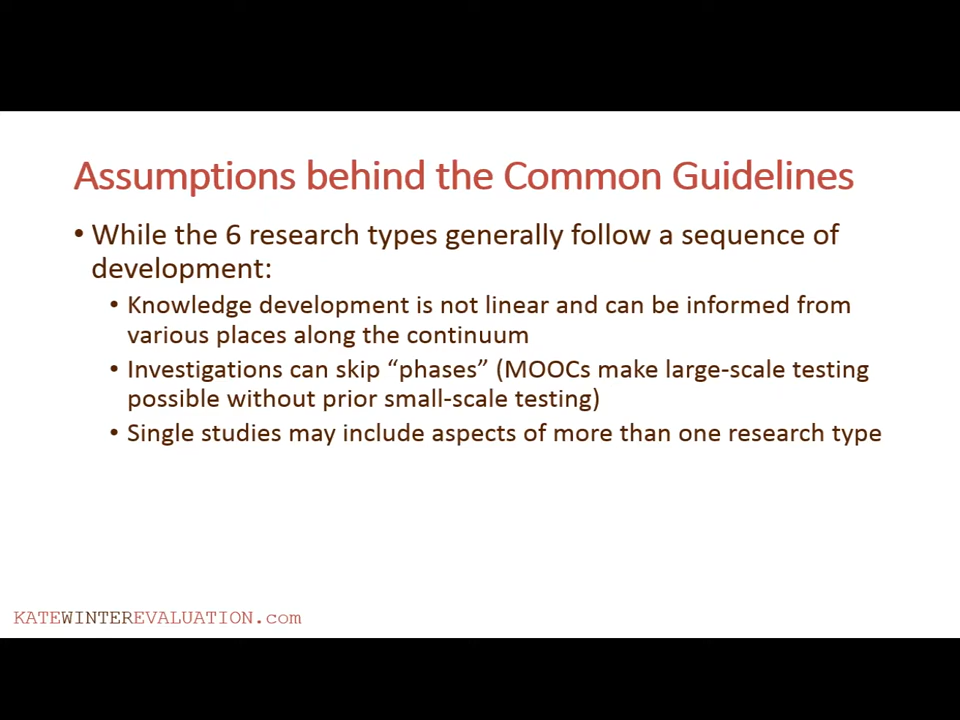 Assumptions behind the Common Guidelines
• While the 6 research types generally follow a sequence of
development:
• Knowledge development is not linear and can be informed from
various places along the continuum
• Investigations can skip “phases” (MOOCs make large-scale testing
possible without prior small-scale testing)
• Single studies may include aspects of more than one research type
KATEWINTEREVALUATION.com